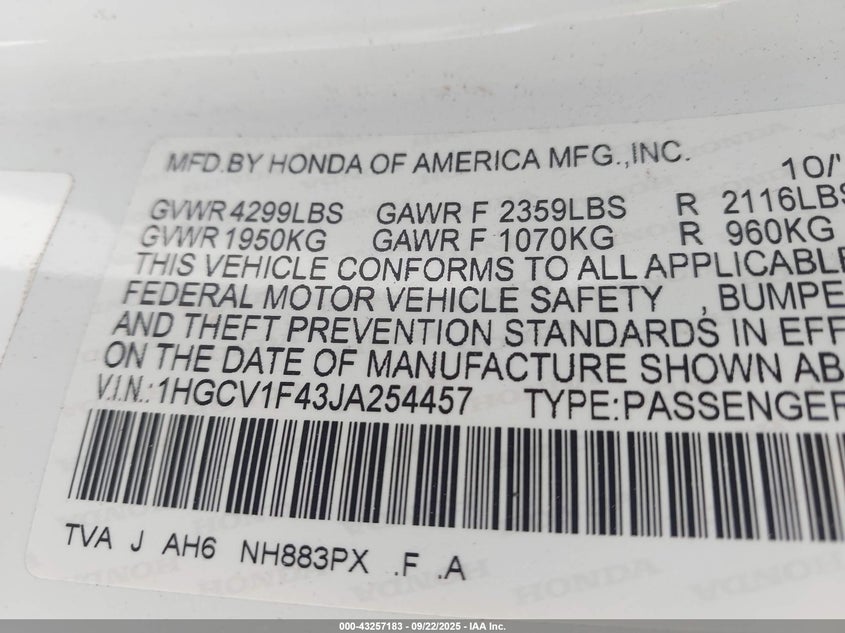 MFD.BY HONDA OF AMERICA MFG.,INC. 10/
GVWR 4299LBS GAWR F 2359LBS R 2116LBS
GVWR 1950KG GAWR F 1070KG R 960KG
THIS VEHICLE CONFORMS TO ALL APPLICABLE
FEDERAL MOTOR VEHICLE SAFETY , BUMPE
AND THEFT PREVENTION STANDARDS IN EFF
ON THE DATE OF MANUFACTURE SHOWN AB
V.I.N.:1HGCV1F43JA254457 TYPE:PASSENGER
TVA J AH6 NH883PX .F .A
000-43257183 - 09/22/2025 - IAA Inc.